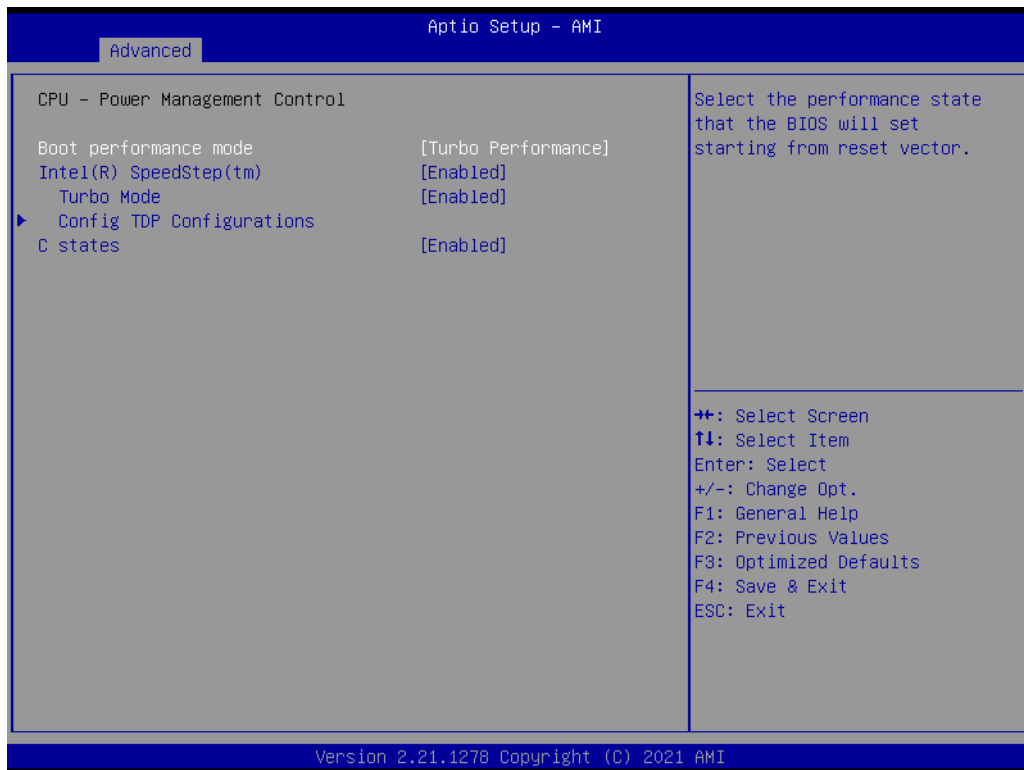 Aptio Setup – AMI
Advanced
CPU – Power Management Control
Boot performance mode [Turbo Performance]
Intel(R) SpeedStep(tm) [Enabled]
Turbo Mode [Enabled]
Config TDP Configurations
C states [Enabled]
Select the performance state
that the BIOS will set
starting from reset vector.
→←: Select Screen
↑↓: Select Item
Enter: Select
+/-: Change Opt.
F1: General Help
F2: Previous Values
F3: Optimized Defaults
F4: Save & Exit
ESC: Exit
Version 2.21.1278 Copyright (C) 2021 AMI